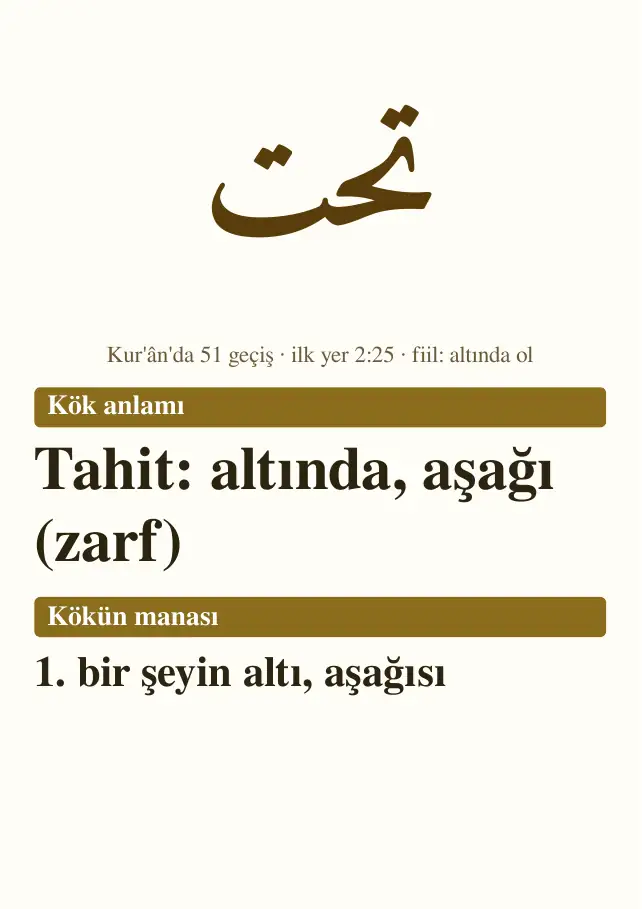 تحت
Kur'ân'da 51 geçiş · ilk yer 2:25 · fiil: altında ol
Kök anlamı
Tahit: altında, aşağı
(zarf)
Kökün manası
1. bir şeyin altı, aşağısı